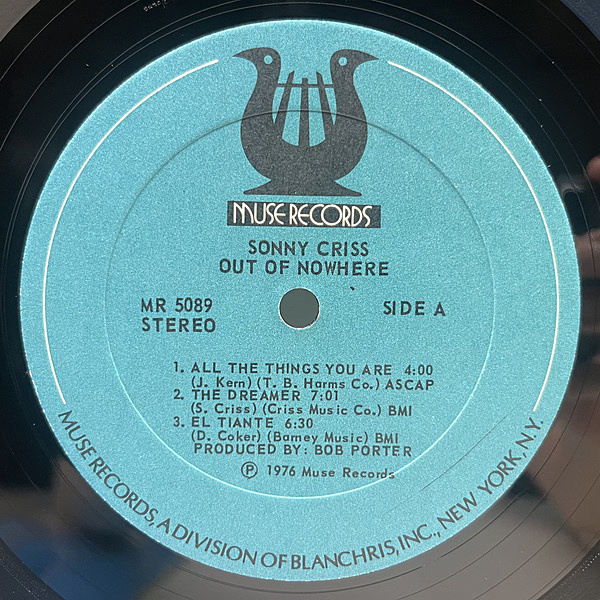 MUSE RECORDS
SONNY CRISS
OUT OF NOWHERE
MR 5089
STEREO
SIDE A
1. ALL THE THINGS YOU ARE 4:00
(J. Kern) (T. B. Harms Co.) ASCAP
2. THE DREAMER 7:01
(S. Criss) (Criss Music Co.) BMI
3. EL TIANTE 6:30
(D. Coker) (Barney Music) BMI
PRODUCED BY: BOB PORTER
Ⓟ 1976 Muse Records
MUSE RECORDS, A DIVISION OF BLANCHRIS, INC., NEW YORK, N.Y.